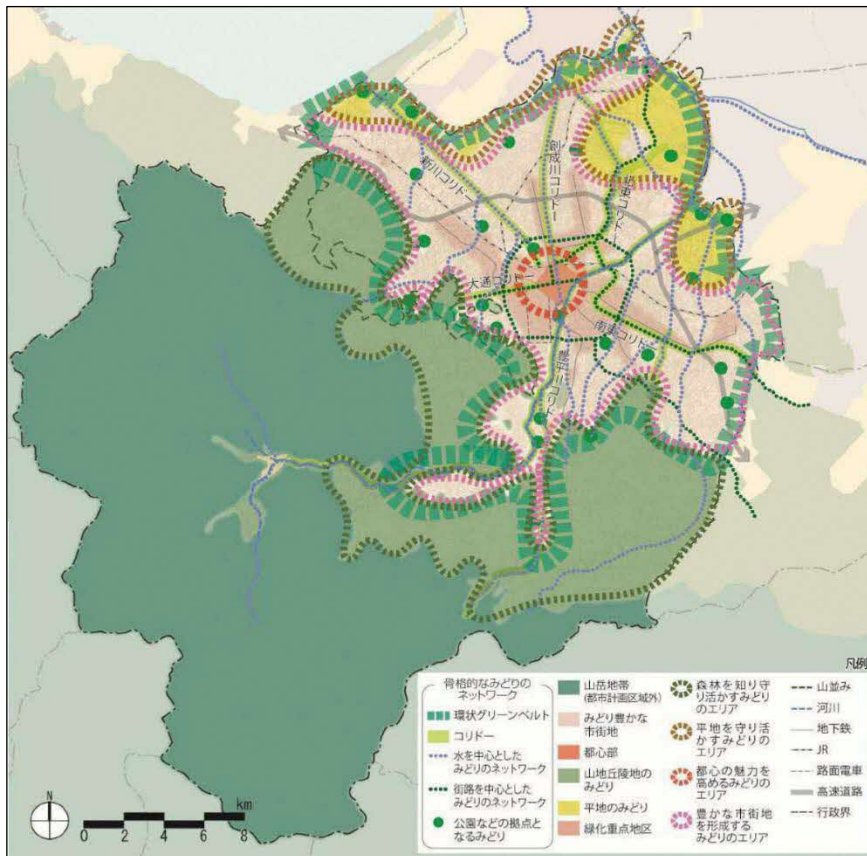 新川コリドー
創成川コリドー
北東コリドー
大通コリドー
南東コリドー
豊平川コリドー
N
km
0 2 4 6 8
凡例
骨格的なみどりの
ネットワーク
環状グリーンベルト
コリドー
水を中心とした
みどりのネットワーク
街路を中心とした
みどりのネットワーク
公園などの拠点と
なるみどり
山岳地帯
(都市計画区域外)
みどり豊かな
市街地
都心部
山地丘陵地の
みどり
平地のみどり
緑化重点地区
森林を知り守
り活かすみどり
のエリア
平地を守り活
かすみどりの
エリア
都心の魅力を
高めるみどりの
エリア
豊かな市街地
を形成する
みどりのエリア
山並み
河川
地下鉄
JR
路面電車
高速道路
行政界